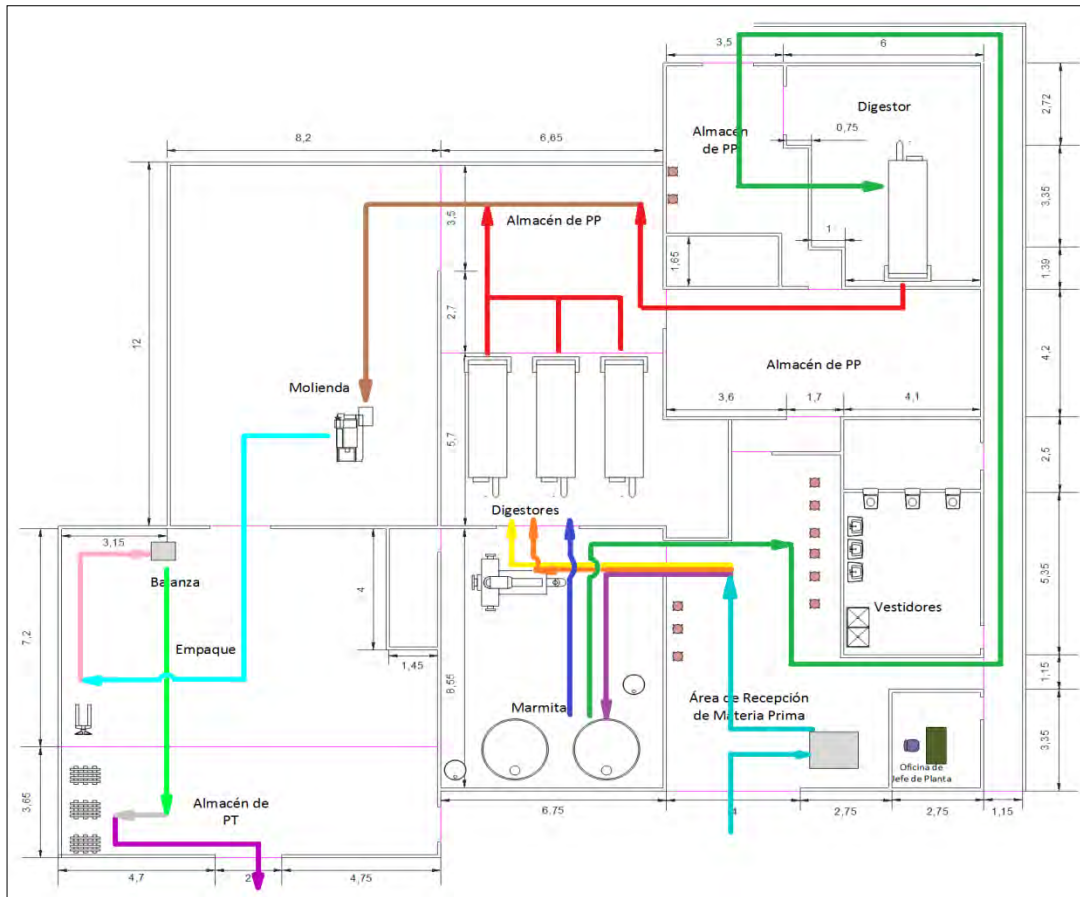 3,5
6
2,72
Digestor
8,2
6,65
0,75
Almacén
de PP
3,35
3,5
Almacén de PP
1
1,65
1,39
2,7
12
4,2
Almacén de PP
Molienda
3,6
1,7
4,1
5,7
2,5
Digestores
3,15
Balanza
5,35
4
Vestidores
7,2
Empaque
1,45
8,55
1,15
Marmita
Área de Recepción
de Materia Prima
3,35
Oficina de
Jefe de Planta
3,65
Almacén de
PT
6,75
2,75
2,75
1,15
4,7
4,75